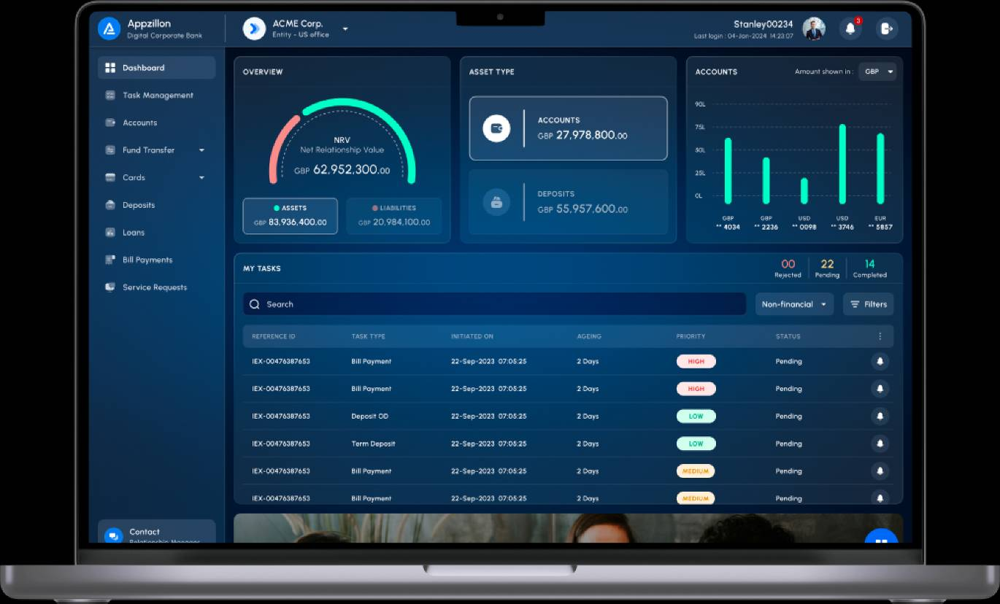 Appzillon
Digital Corporate Bank
ACME Corp.
Entity - US office
Stanley00234
Last login : 04-Jan-2024 14:23:07
3
Dashboard
Task Management
Accounts
Fund Transfer
Cards
Deposits
Loans
Bill Payments
Service Requests
Contact
Relationship Manager
OVERVIEW
NRV
Net Relationship Value
GBP 62,952,300.00
ASSETS
GBP 83,936,400.00
LIABILITIES
GBP 20,984,100.00
ASSET TYPE
ACCOUNTS
GBP 27,978,800.00
DEPOSITS
GBP 55,957,600.00
ACCOUNTS
Amount shown in : GBP
90L
75L
50L
25L
0L
GBP GBP USD USD EUR
** 4034 ** 2236 ** 0098 ** 3746 ** 5857
MY TASKS
00 22 14
Rejected Pending Completed
Search
Non-financial
Filters
REFERENCE ID TASK TYPE INITIATED ON AGEING PRIORITY STATUS
IEX-00476387653 Bill Payment 22-Sep-2023 07:05:25 2 Days HIGH Pending
IEX-00476387653 Bill Payment 22-Sep-2023 07:05:25 2 Days HIGH Pending
IEX-00476387653 Deposit OD 22-Sep-2023 07:05:25 2 Days LOW Pending
IEX-00476387653 Term Deposit 22-Sep-2023 07:05:25 2 Days LOW Pending
IEX-00476387653 Bill Payment 22-Sep-2023 07:05:25 2 Days MEDIUM Pending
IEX-00476387653 Bill Payment 22-Sep-2023 07:05:25 2 Days MEDIUM Pending